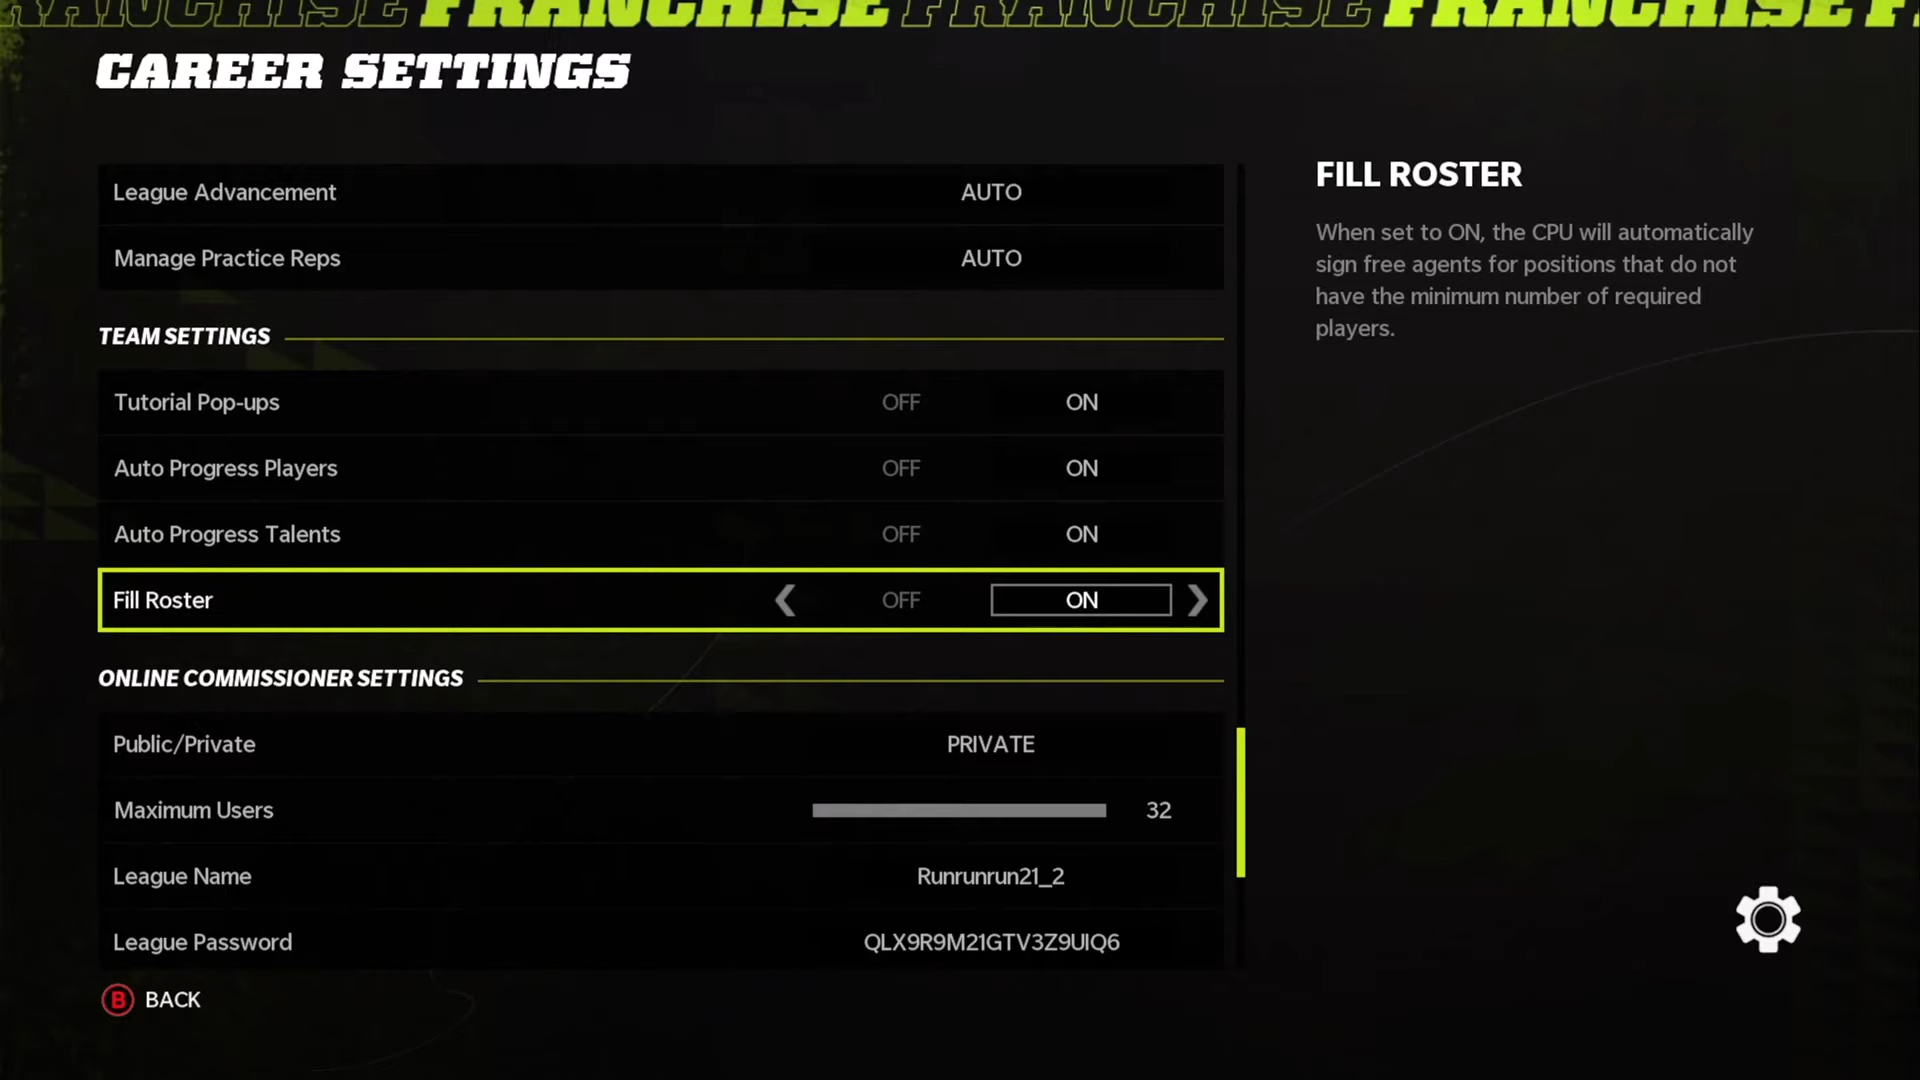 FRANCHISE FRANCHISE FRANCHISE FRANCHISE
CAREER SETTINGS
League Advancement AUTO
Manage Practice Reps AUTO
TEAM SETTINGS
Tutorial Pop-ups OFF ON
Auto Progress Players OFF ON
Auto Progress Talents OFF ON
Fill Roster OFF ON
ONLINE COMMISSIONER SETTINGS
Public/Private PRIVATE
Maximum Users 32
League Name Runrunrun21_2
League Password QLX9R9M21GTV3Z9UIQ6
B BACK
FILL ROSTER
When set to ON, the CPU will automatically
sign free agents for positions that do not
have the minimum number of required
players.